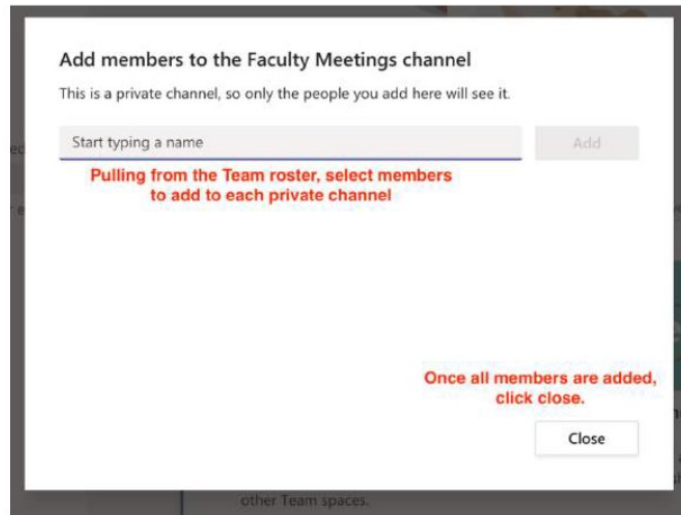 Add members to the Faculty Meetings channel
This is a private channel, so only the people you add here will see it.
Start typing a name
Add
Pulling from the Team roster, select members
to add to each private channel
Once all members are added,
click close.
Close
other Team spaces.